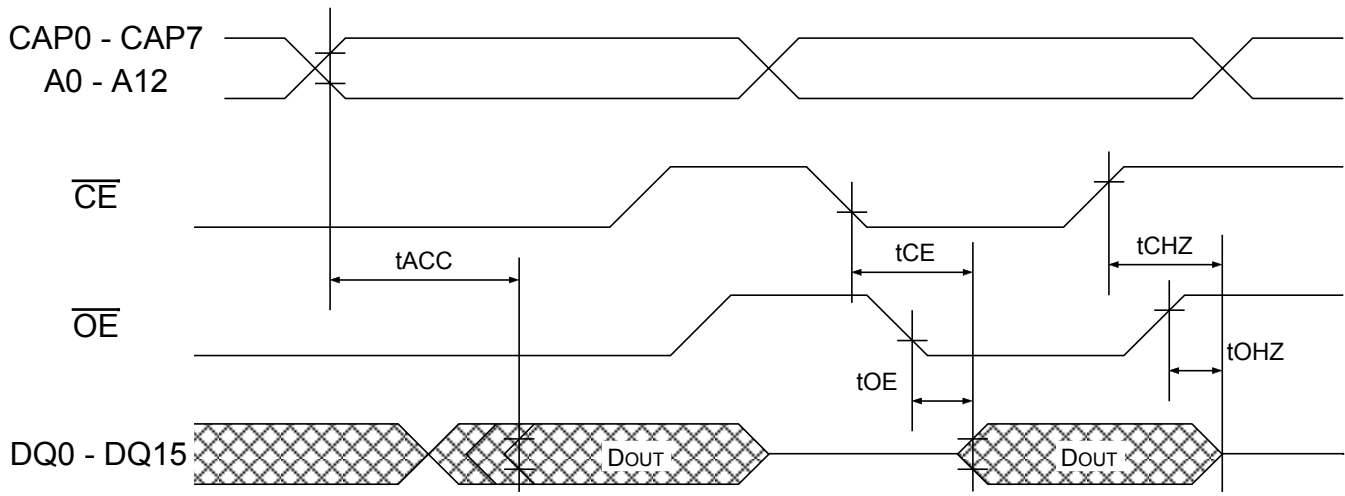 CAP0 - CAP7
A0 - A12
CE
tACC
tCE
tCHZ
OE
tOE
tOHZ
DQ0 - DQ15
DOUT
DOUT